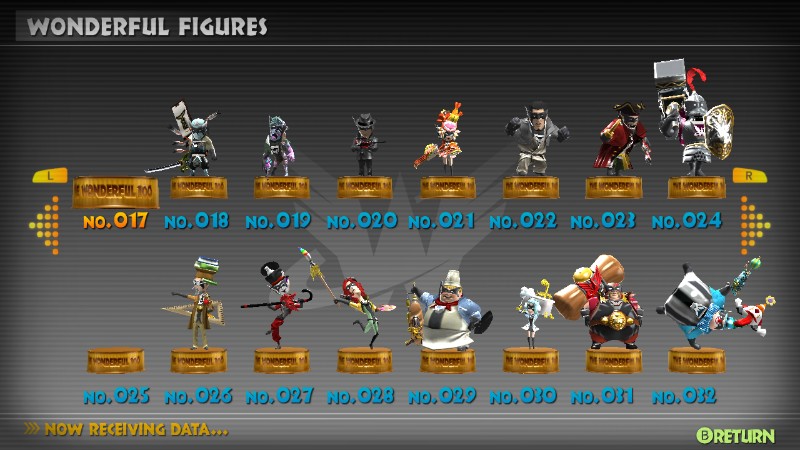 WONDERFUL FIGURES
L
R
THE WONDERFUL 100
NO.017 NO.018 NO.019 NO.020 NO.021 NO.022 NO.023 NO.024
NO.025 NO.026 NO.027 NO.028 NO.029 NO.030 NO.031 NO.032
NOW RECEIVING DATA...
B RETURN